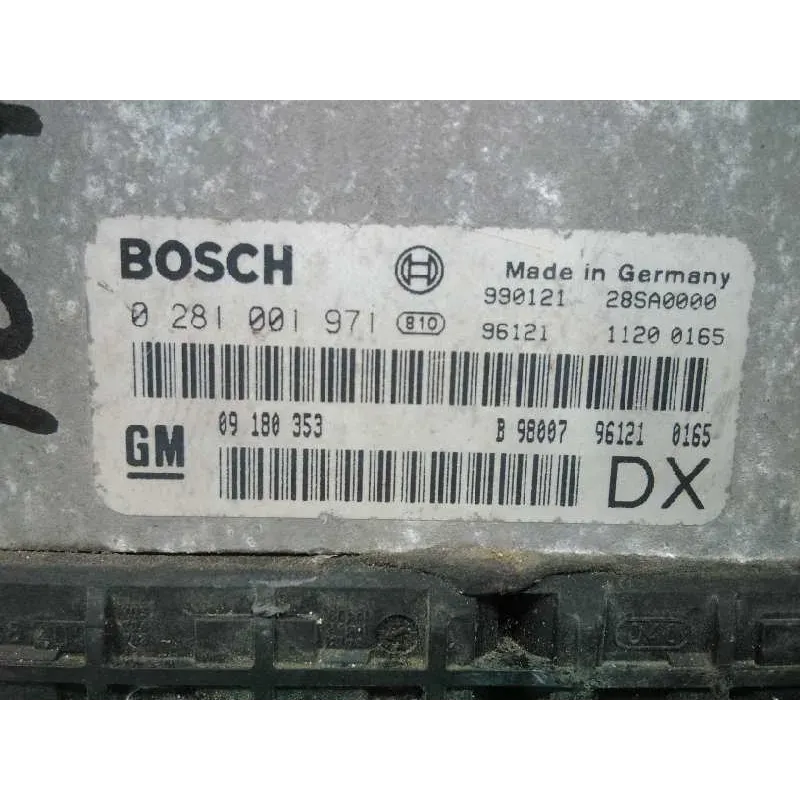 BOSCH Made in Germany
990121 28SA0000
0 281 001 971 810 96121 1120 0165
GM 09 180 353 B 98007 96121 0165
DX